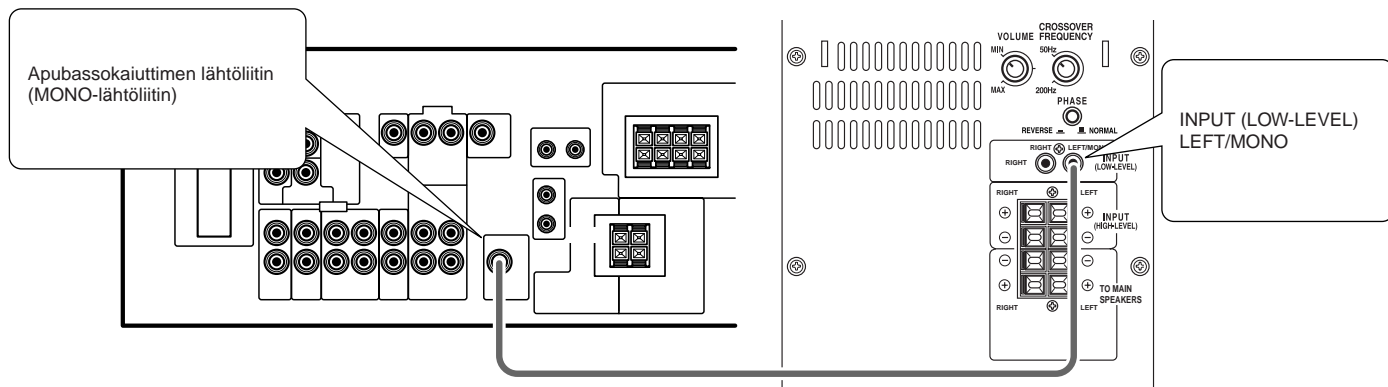 Apubassokaiuttimen lähtöliitin
(MONO-lähtöliitin)
CROSSOVER
VOLUME FREQUENCY
MIN 50Hz
MAX 200Hz
PHASE
REVERSE NORMAL
RIGHT LEFT/MONO
RIGHT INPUT
(LOW-LEVEL)
RIGHT LEFT
INPUT
(HIGH-LEVEL)
TO MAIN
SPEAKERS
RIGHT LEFT
INPUT (LOW-LEVEL)
LEFT/MONO